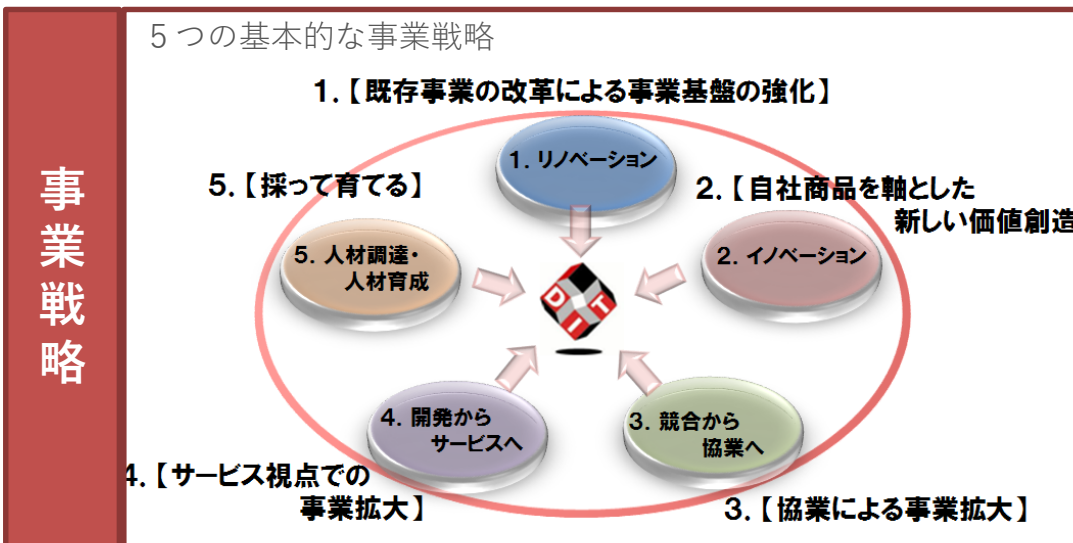 事業戦略
5つの基本的な事業戦略
1.【既存事業の改革による事業基盤の強化】
1. リノベーション
5.【採って育てる】
2.【自社商品を軸とした
新しい価値創造
5. 人材調達・
人材育成
2. イノベーション
DIT
4. 開発から
サービスへ
3. 競合から
協業へ
4.【サービス視点での
事業拡大】
3.【協業による事業拡大】